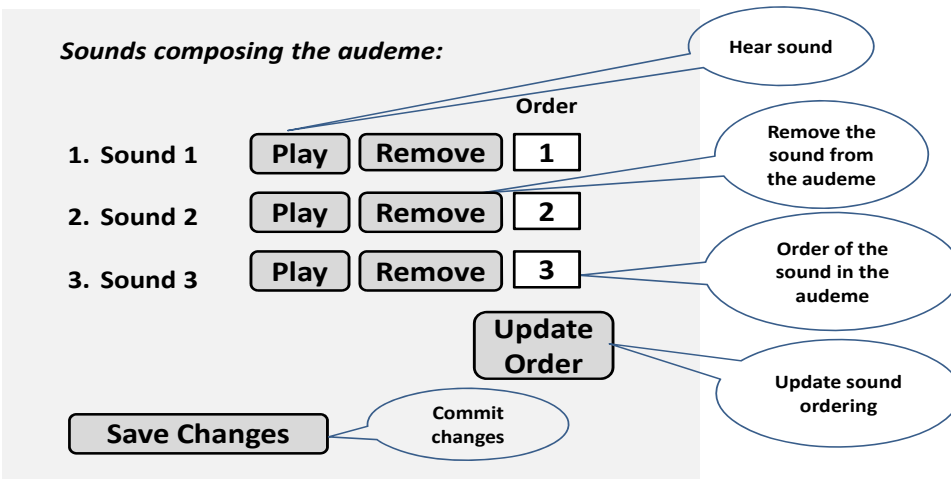 Sounds composing the audeme:
Hear sound
Order
1. Sound 1 Play Remove 1
Remove the
sound from
the audeme
2. Sound 2 Play Remove 2
3. Sound 3 Play Remove 3
Order of the
sound in the
audeme
Update
Order
Update sound
ordering
Save Changes
Commit
changes